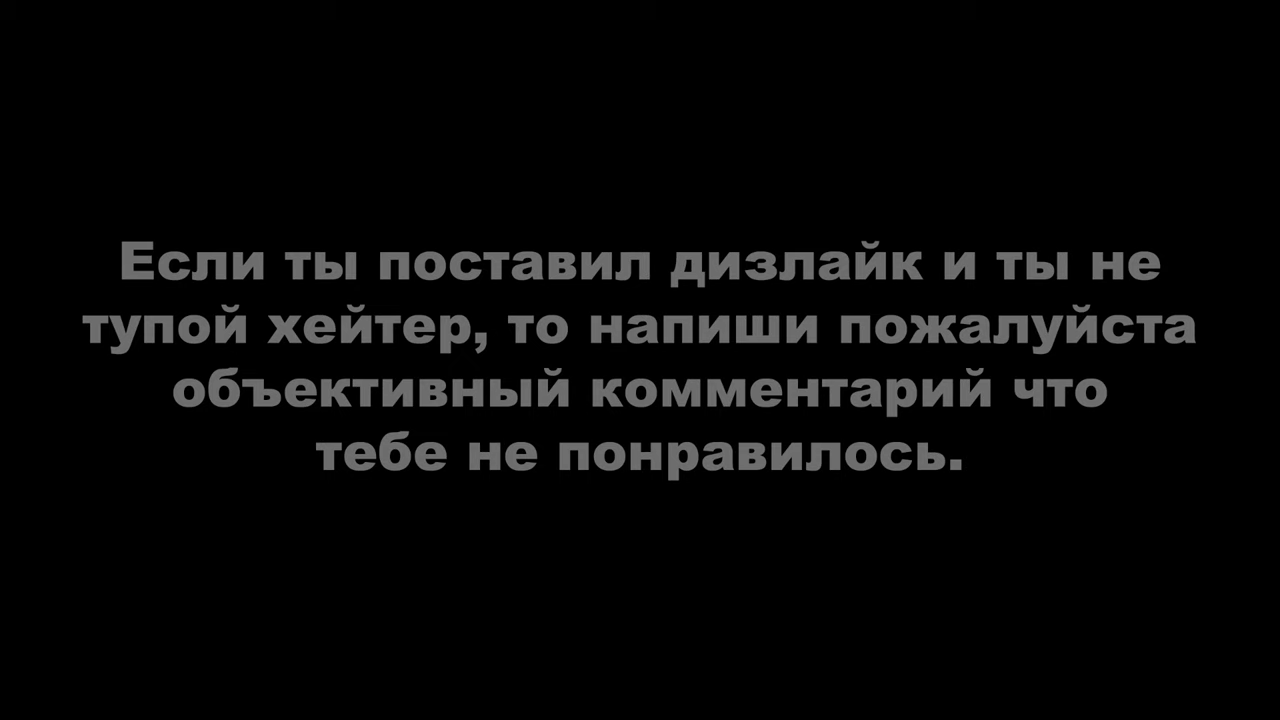 Если ты поставил дизлайк и ты не
тупой хейтер, то напиши пожалуйста
объективный комментарий что
тебе не понравилось.